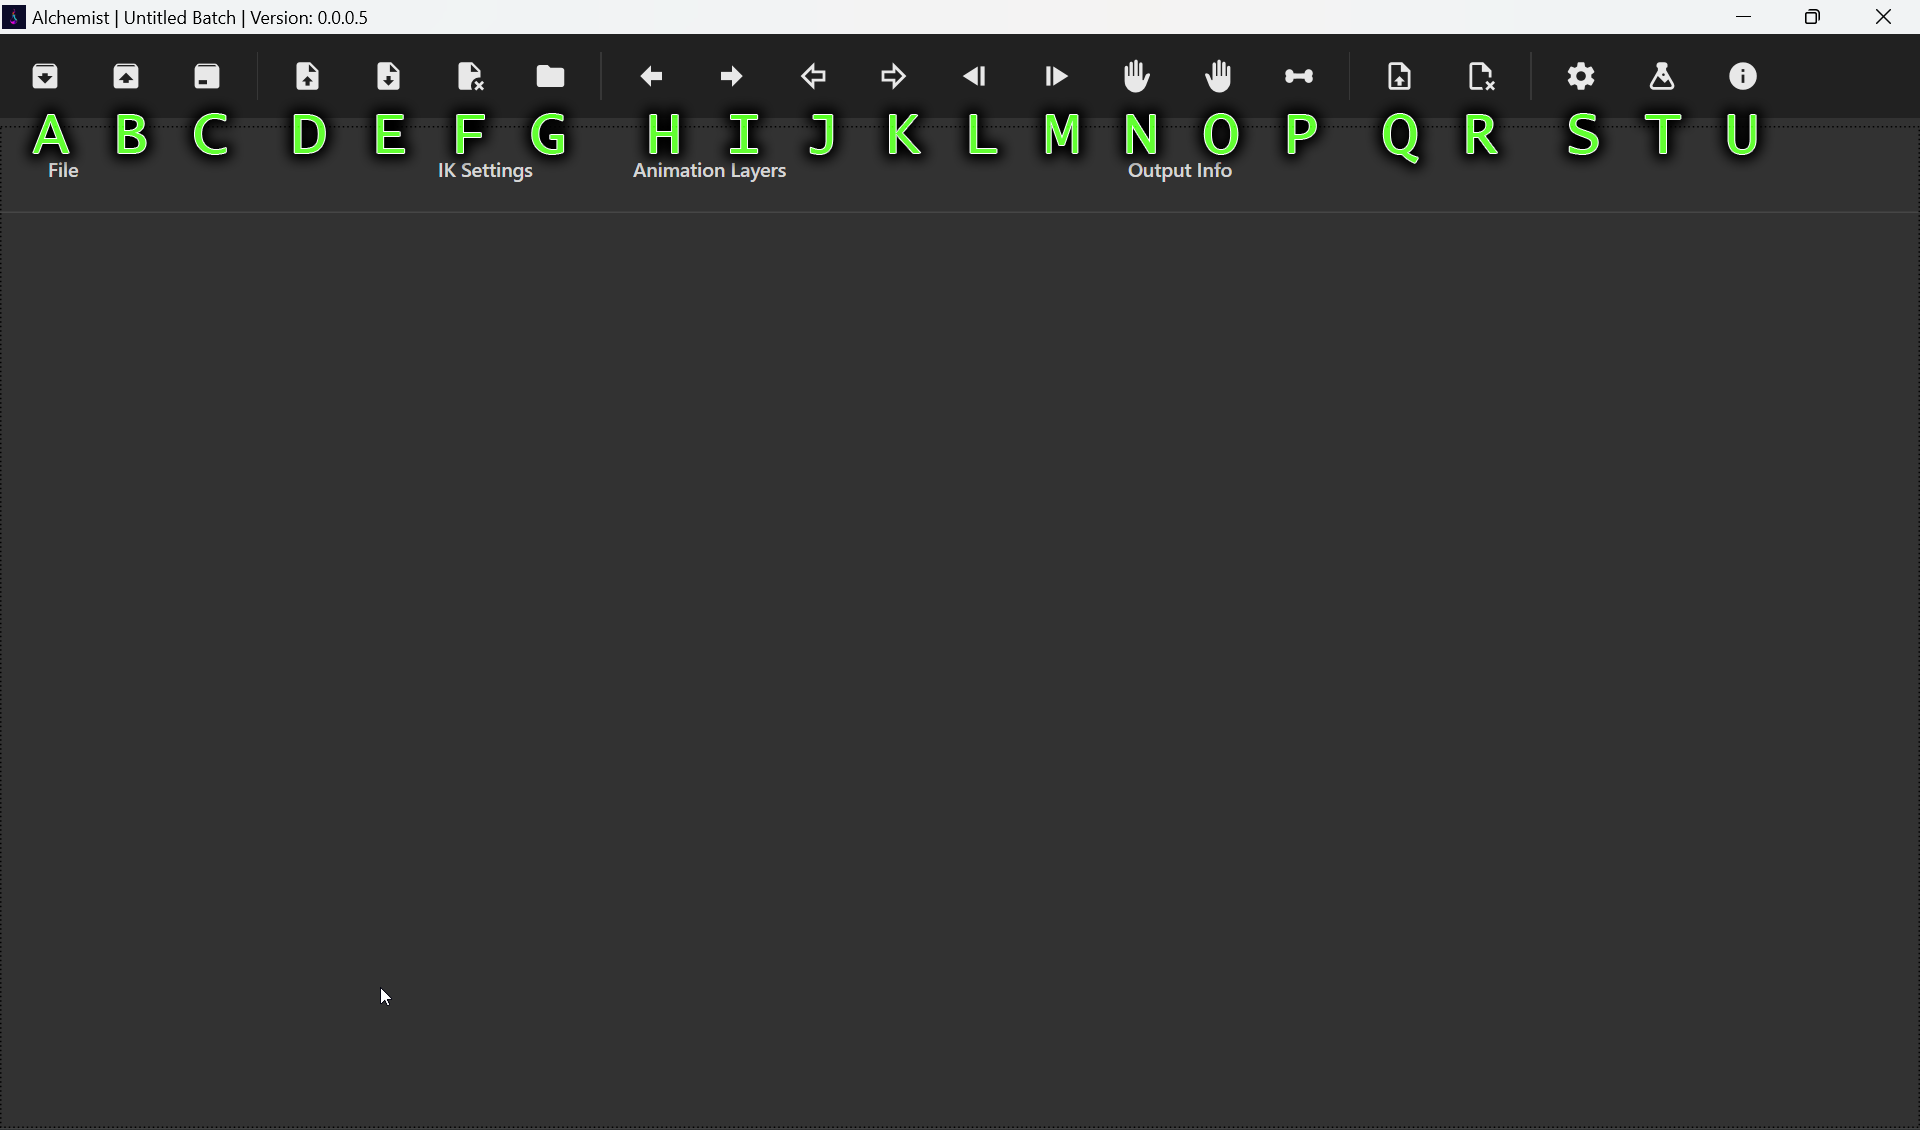 Alchemist | Untitled Batch | Version: 0.0.0.5
A B C D E F G H I J K L M N O P Q R S T U
File IK Settings Animation Layers Output Info